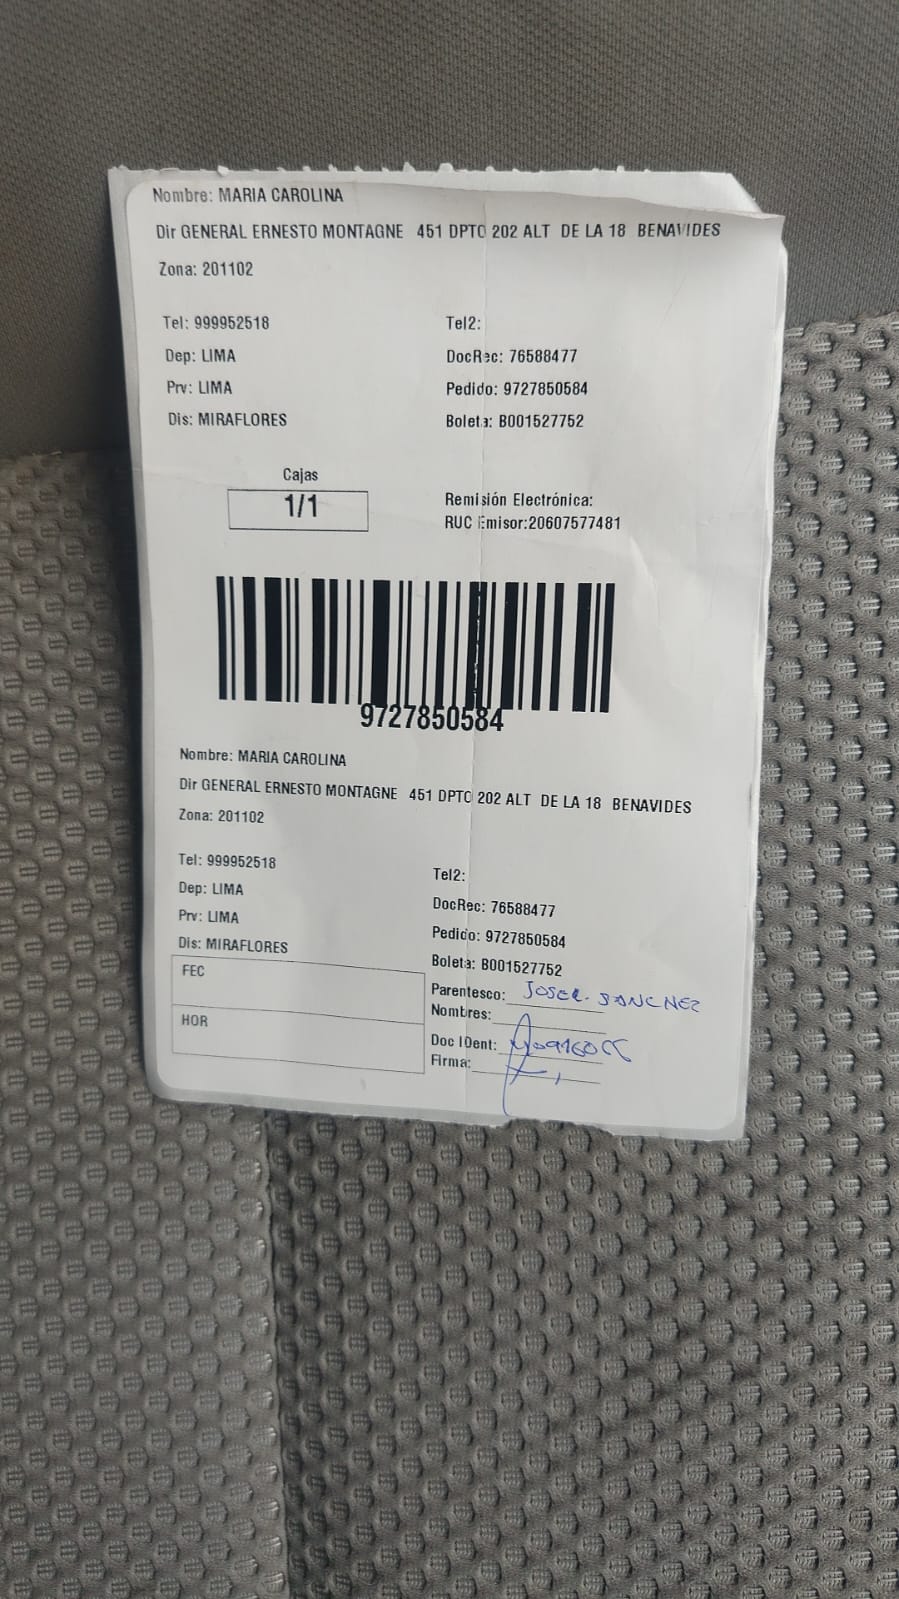 Nombre: MARIA CAROLINA
Dir GENERAL ERNESTO MONTAGNE 451 DPTO 202 ALT DE LA 18 BENAVIDES
Zona: 201102
Tel: 999952518 Tel2:
Dep: LIMA DocRec: 76588477
Prv: LIMA Pedido: 9727850584
Dis: MIRAFLORES Boleta: B001527752
Cajas
1/1
Remisión Electrónica:
RUC Emisor:20607577481
9727850584
Nombre: MARIA CAROLINA
Dir GENERAL ERNESTO MONTAGNE 451 DPTO 202 ALT DE LA 18 BENAVIDES
Zona: 201102
Tel: 999952518 Tel2:
Dep: LIMA DocRec: 76588477
Prv: LIMA Pedido: 9727850584
Dis: MIRAFLORES Boleta: B001527752
FEC
HOR
Parentesco: SANCHEZ
Nombres:
Doc IDent:
Firma: